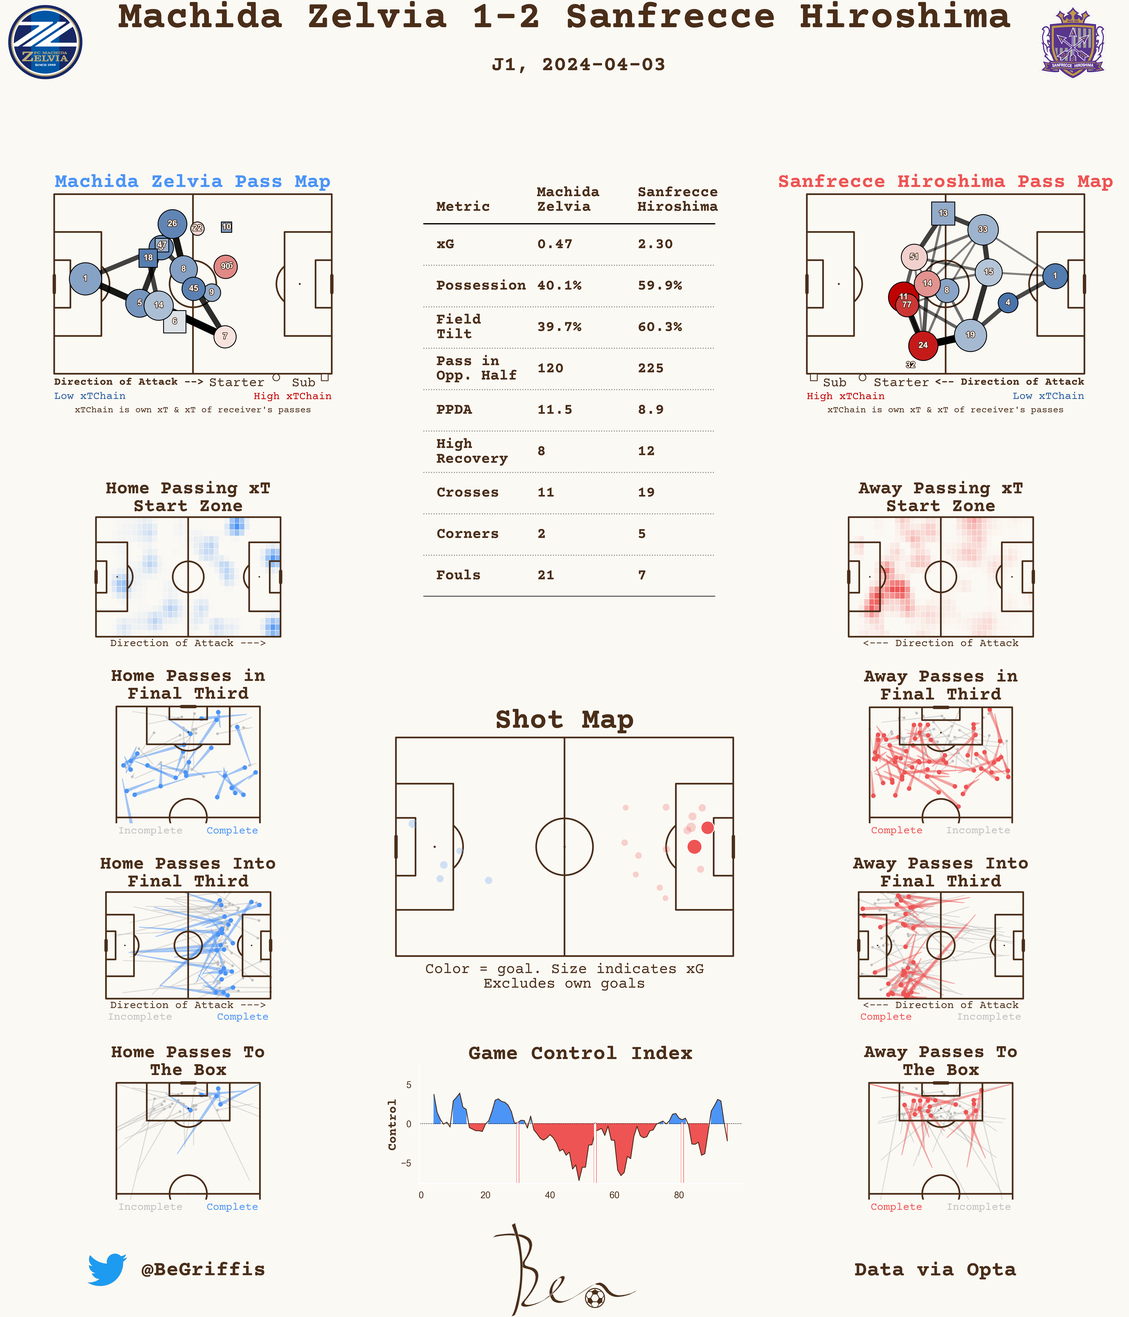 Machida Zelvia 1-2 Sanfrecce Hiroshima
J1, 2024-04-03
FC MACHIDA
ZELVIA
SINCE 1989
SANFRECCE HIROSHIMA
Machida Zelvia Pass Map
26
22
10
47
18
1
8
90
45
9
5
14
6
7
Direction of Attack --> Starter Sub
Low xTChain High xTChain
xTChain is own xT & xT of receiver's passes
Metric Machida Zelvia Sanfrecce Hiroshima
xG 0.47 2.30
Possession 40.1% 59.9%
Field Tilt 39.7% 60.3%
Pass in Opp. Half 120 225
PPDA 11.5 8.9
High Recovery 8 12
Crosses 11 19
Corners 2 5
Fouls 21 7
Sanfrecce Hiroshima Pass Map
13
33
51
15
1
14
8
11
77
4
19
24
32
Sub Starter <-- Direction of Attack
High xTChain Low xTChain
xTChain is own xT & xT of receiver's passes
Home Passing xT
Start Zone
Direction of Attack --->
Away Passing xT
Start Zone
<--- Direction of Attack
Home Passes in
Final Third
Incomplete Complete
Away Passes in
Final Third
Complete Incomplete
Shot Map
Color = goal. Size indicates xG
Excludes own goals
Home Passes Into
Final Third
Direction of Attack --->
Incomplete Complete
Away Passes Into
Final Third
<--- Direction of Attack
Complete Incomplete
Home Passes To
The Box
Incomplete Complete
Game Control Index
Control
5
0
−5
0 20 40 60 80
Away Passes To
The Box
Complete Incomplete
@BeGriffis
Ben
Data via Opta